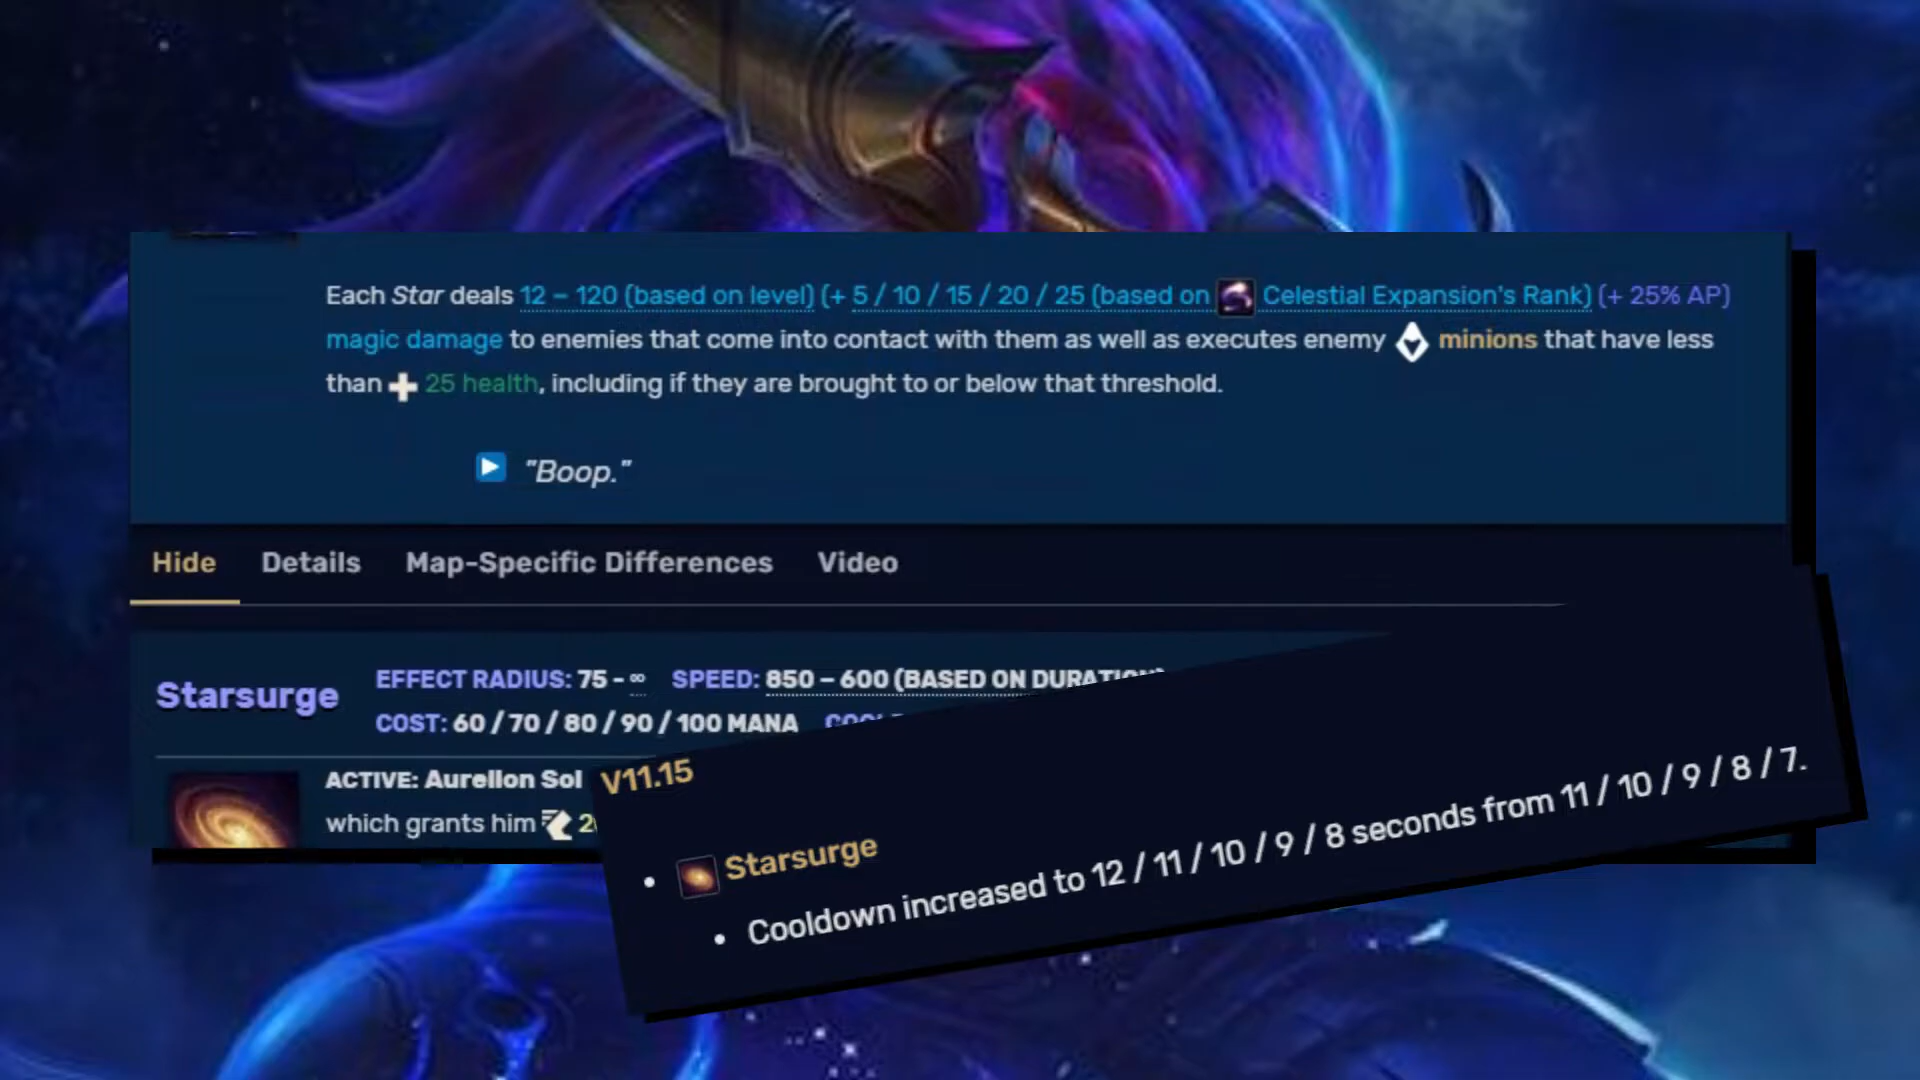 Each Star deals 12 – 120 (based on level) (+ 5 / 10 / 15 / 20 / 25 (based on Celestial Expansion's Rank) (+ 25% AP)
magic damage to enemies that come into contact with them as well as executes enemy minions that have less
than 25 health, including if they are brought to or below that threshold.
"Boop."
Hide Details Map-Specific Differences Video
Starsurge
EFFECT RADIUS: 75 - ∞ SPEED: 850 – 600 (BASED ON DURATION)
COST: 60 / 70 / 80 / 90 / 100 MANA
ACTIVE: Aurelion Sol
which grants him
V11.15
• Starsurge
• Cooldown increased to 12 / 11 / 10 / 9 / 8 seconds from 11 / 10 / 9 / 8 / 7.